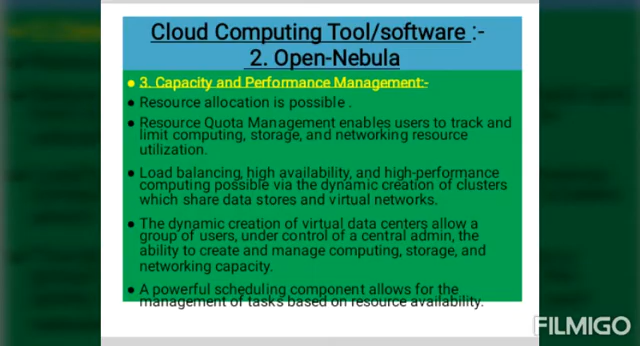 Cloud Computing Tool/software :-
2. Open-Nebula
● 3. Capacity and Performance Management:-
● Resource allocation is possible .
● Resource Quota Management enables users to track and
limit computing, storage, and networking resource
utilization.
● Load balancing, high availability, and high-performance
computing possible via the dynamic creation of clusters
which share data stores and virtual networks.
● The dynamic creation of virtual data centers allow a
group of users, under control of a central admin, the
ability to create and manage computing, storage, and
networking capacity.
● A powerful scheduling component allows for the
management of tasks based on resource availability.
FILMIGO